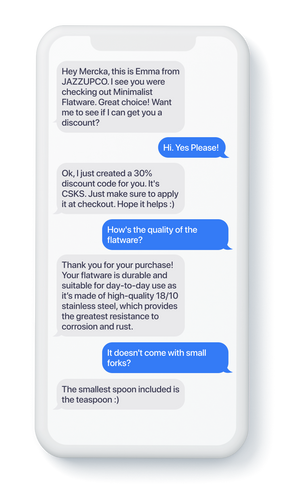 Hey Mercka, this is Emma from
JAZZUPCO. I see you were
checking out Minimalist
Flatware. Great choice! Want
me to see if I can get you a
discount?
Hi. Yes Please!
Ok, I just created a 30%
discount code for you. It's
CSKS. Just make sure to apply
it at checkout. Hope it helps :)
How's the quality of the
flatware?
Thank you for your purchase!
Your flatware is durable and
suitable for day-to-day use as
it's made of high-quality 18/10
stainless steel, which provides
the greatest resistance to
corrosion and rust.
It doesn't come with small
forks?
The smallest spoon included is
the teaspoon :)